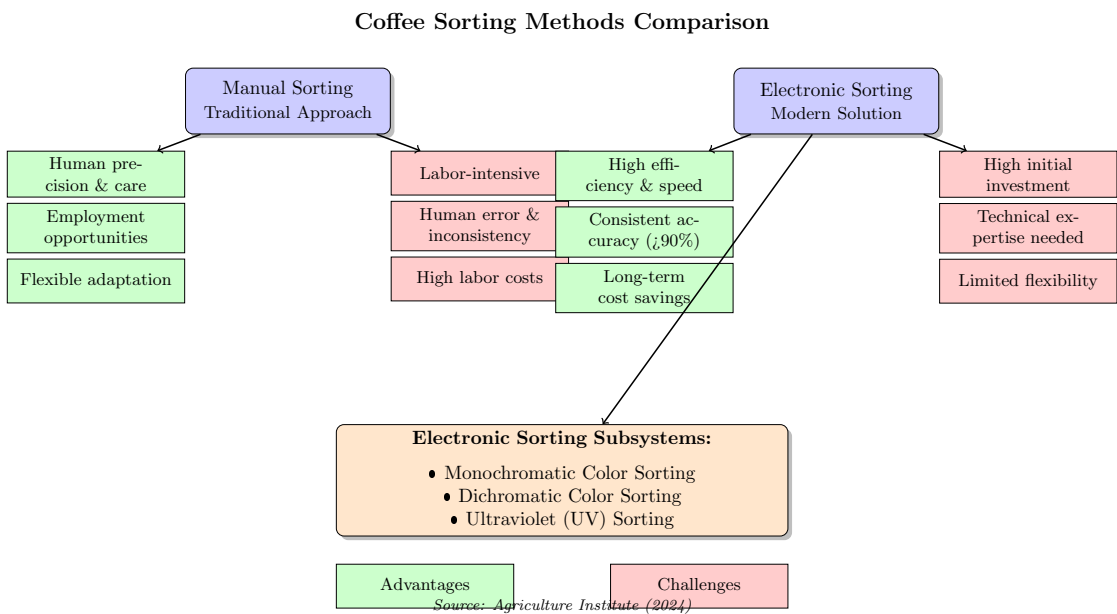 Coffee Sorting Methods Comparison
Manual Sorting
Traditional Approach
Human pre-
cision & care
Employment
opportunities
Flexible adaptation
Labor-intensive
Human error &
inconsistency
High labor costs
Electronic Sorting
Modern Solution
High effi-
ciency & speed
Consistent ac-
curacy (¿90%)
Long-term
cost savings
High initial
investment
Technical ex-
pertise needed
Limited flexibility
Electronic Sorting Subsystems:
• Monochromatic Color Sorting
• Dichromatic Color Sorting
• Ultraviolet (UV) Sorting
Advantages
Challenges
Source: Agriculture Institute (2024)